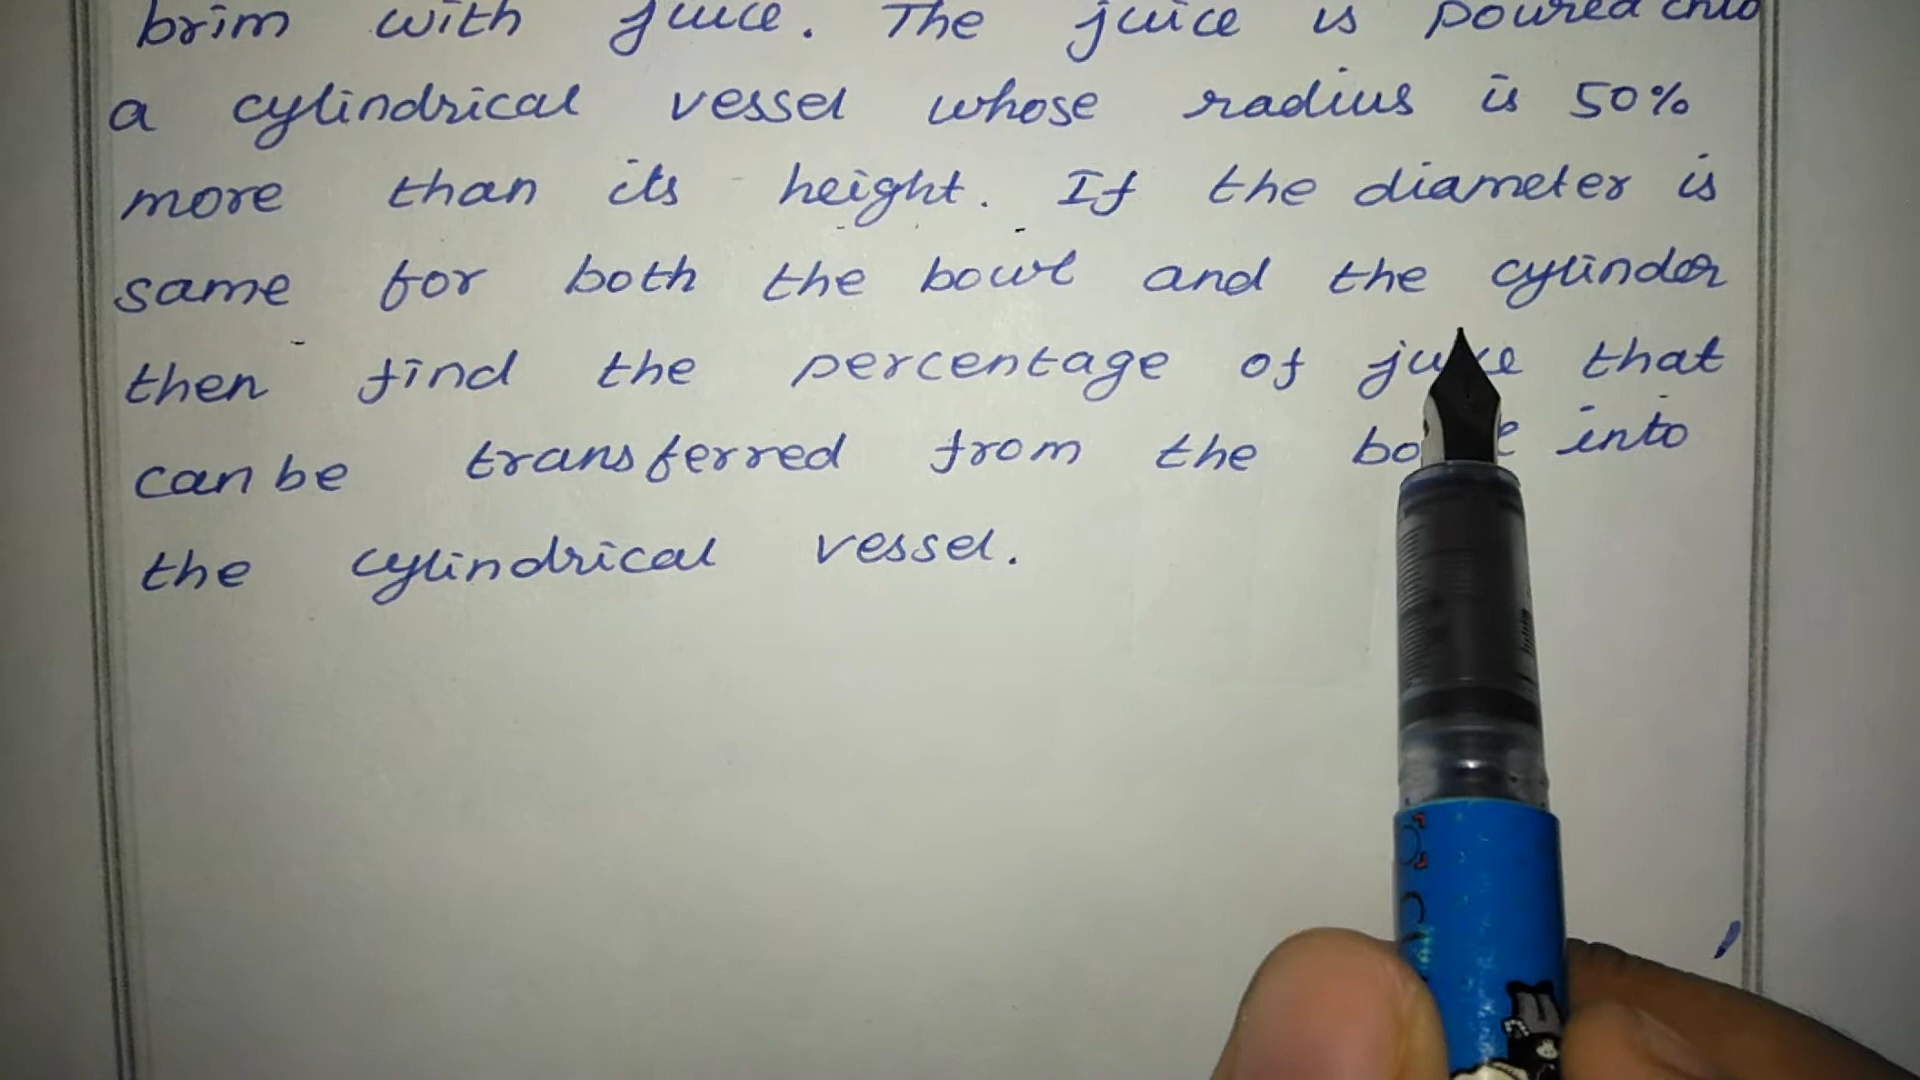 brim with juice. The juice is poured into
a cylindrical vessel whose radius is 50%
more than its height. If the diameter is
same for both the bowl and the cylinder
then find the percentage of juice that
can be transferred from the into
the cylindrical vessel.